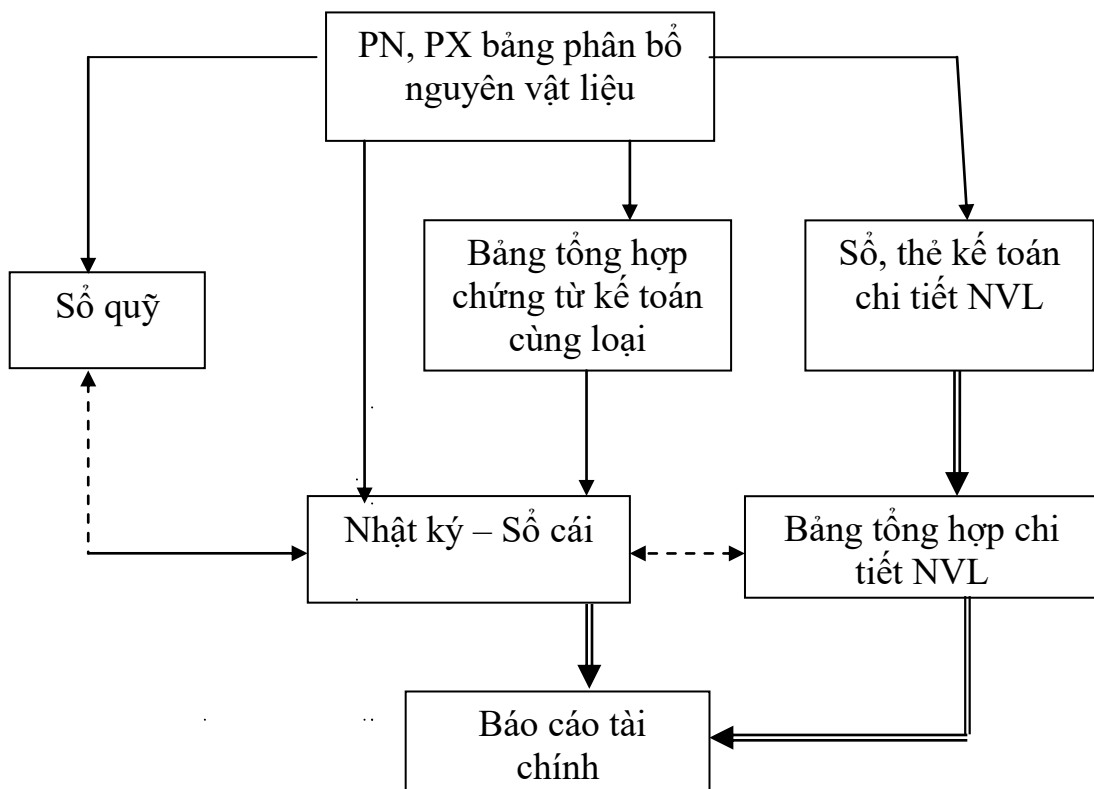 PN, PX bảng phân bổ
nguyên vật liệu
Sổ quỹ
Bảng tổng hợp
chứng từ kế toán
cùng loại
Sổ, thẻ kế toán
chi tiết NVL
Nhật ký – Sổ cái
Bảng tổng hợp chi
tiết NVL
Báo cáo tài
chính